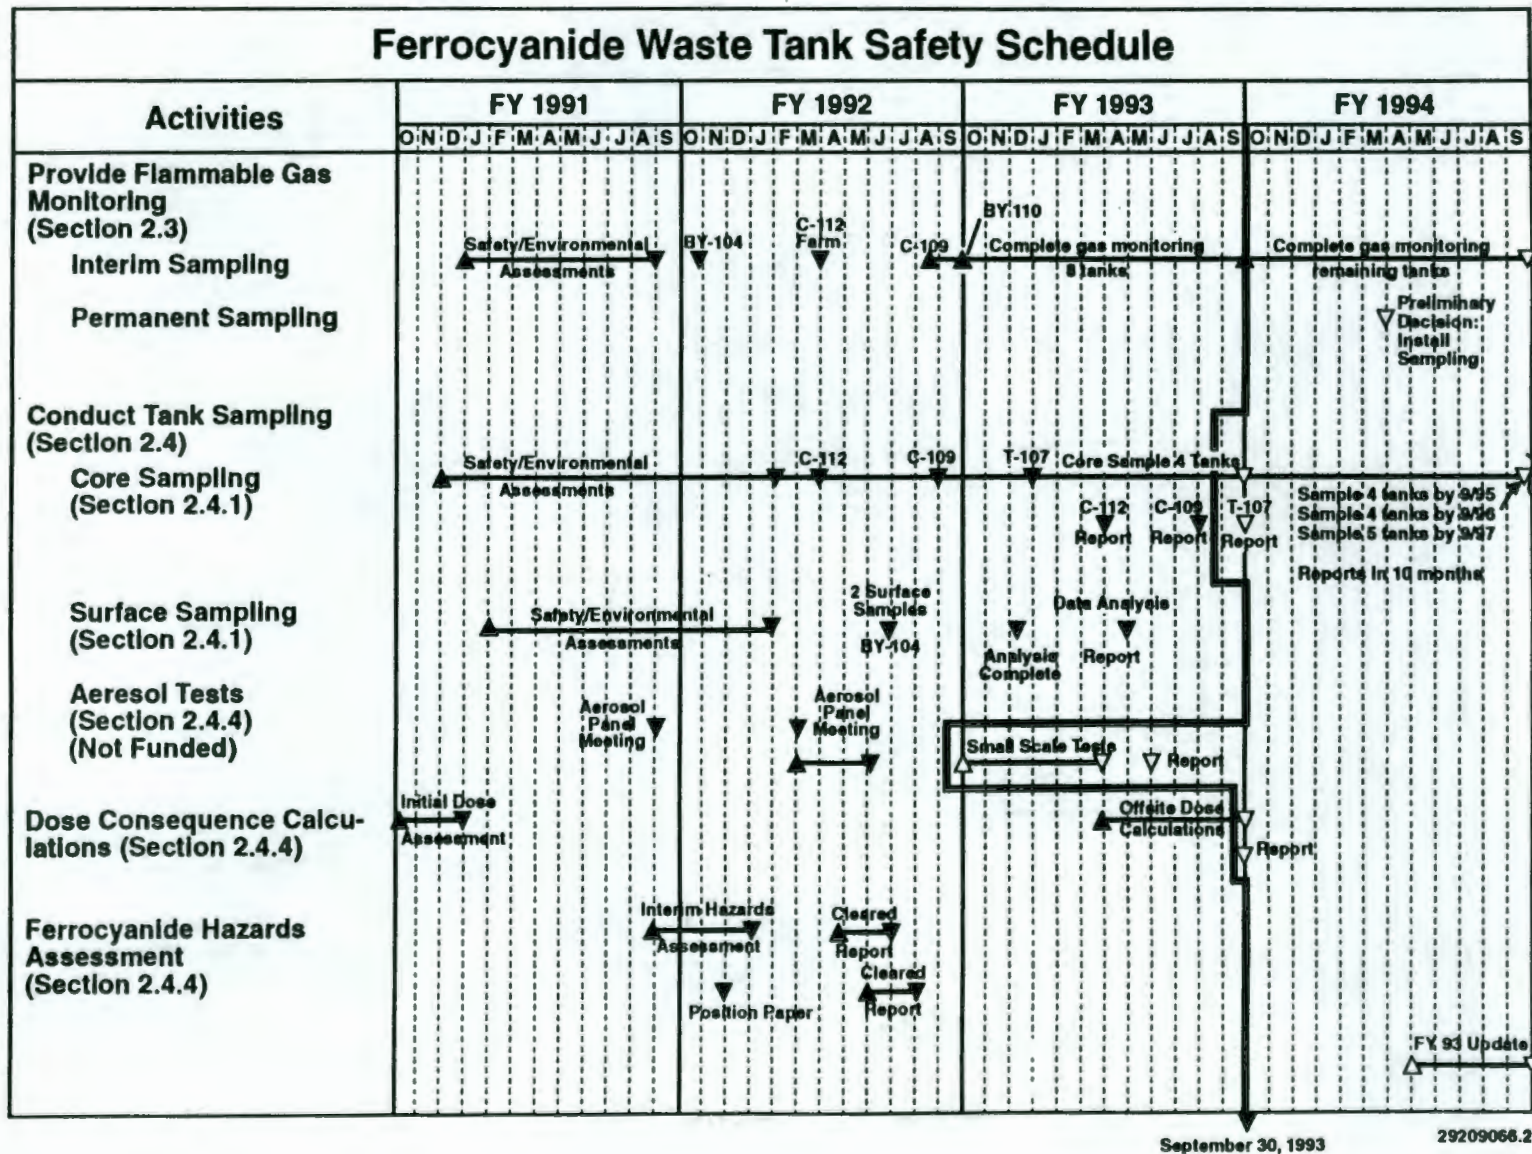 Ferrocyanide Waste Tank Safety Schedule
Activities
FY 1991
FY 1992
FY 1993
FY 1994
O N D J F M A M J J A S O N D J F M A M J J A S O N D J F M A M J J A S O N D J F M A M J J A S
Provide Flammable Gas
Monitoring
(Section 2.3)
Interim Sampling
Safety/Environmental
Assessments
BY-104
C-112
Farm
C-109
BY-110
Complete gas monitoring
8 tanks
Complete gas monitoring
remaining tanks
Permanent Sampling
Preliminary
Decision:
Install
Sampling
Conduct Tank Sampling
(Section 2.4)
Core Sampling
(Section 2.4.1)
Safety/Environmental
Assessments
C-112
C-109
T-107
Core Sample 4 Tanks
C-112
Report
C-109
Report
T-107
Report
Sample 4 tanks by 9/95
Sample 4 tanks by 9/96
Sample 5 tanks by 9/97
Reports in 10 months
Surface Sampling
(Section 2.4.1)
Safety/Environmental
Assessments
2 Surface
Samples
BY-104
Analysis
Complete
Data Analysis
Report
Aeresol Tests
(Section 2.4.4)
(Not Funded)
Aerosol
Panel
Meeting
Aerosol
Panel
Meeting
Small Scale Tests
Report
Dose Consequence Calcu-
lations (Section 2.4.4)
Initial Dose
Assessment
Offsite Dose
Calculations
Report
Ferrocyanide Hazards
Assessment
(Section 2.4.4)
Interim Hazards
Assessment
Cleared
Report
Position Paper
Cleared
Report
FY 93 Update
September 30, 1993
29209066.2